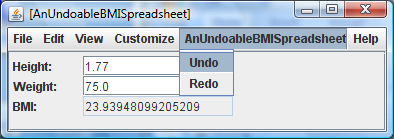 [AnUndoableBMISpreadsheet]
File Edit View Customize AnUndoableBMISpreadsheet Help
Height: 1.77 Undo
Weight: 75.0 Redo
BMI: 23.93948099205209